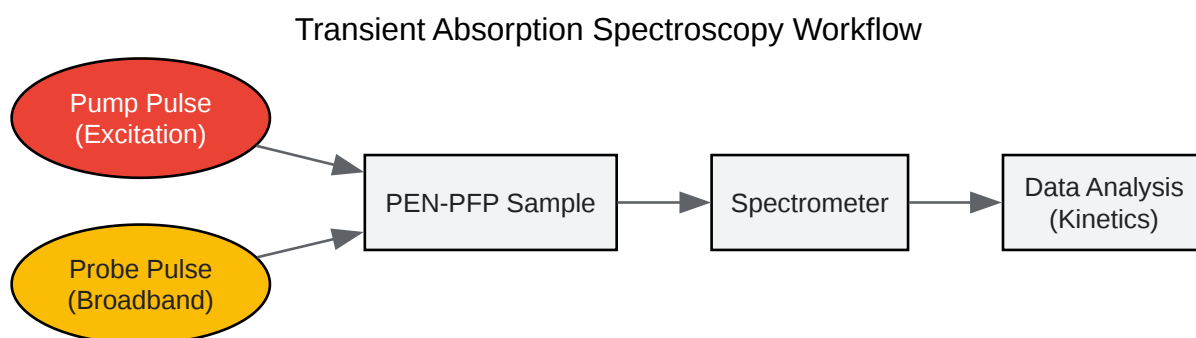 Transient Absorption Spectroscopy Workflow
Pump Pulse
(Excitation)
Probe Pulse
(Broadband)
PEN-PFP Sample
Spectrometer
Data Analysis
(Kinetics)